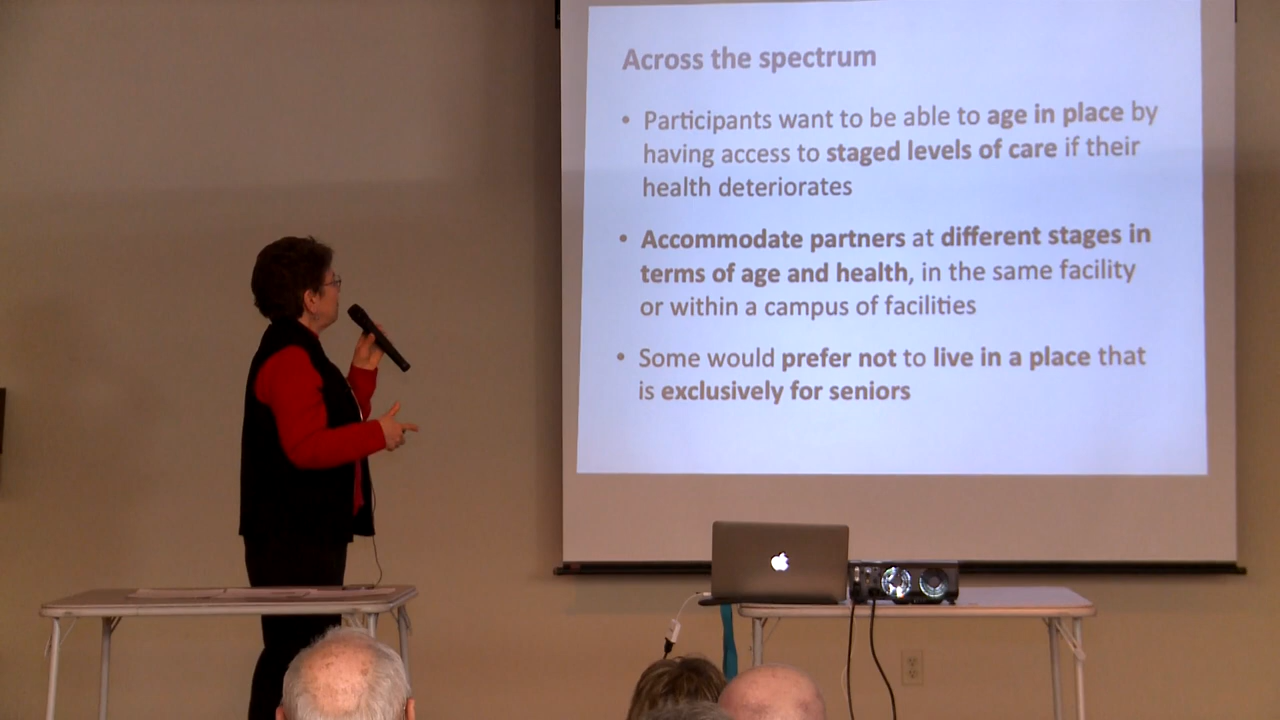 Across the spectrum
• Participants want to be able to age in place by
having access to staged levels of care if their
health deteriorates
• Accommodate partners at different stages in
terms of age and health, in the same facility
or within a campus of facilities
• Some would prefer not to live in a place that
is exclusively for seniors